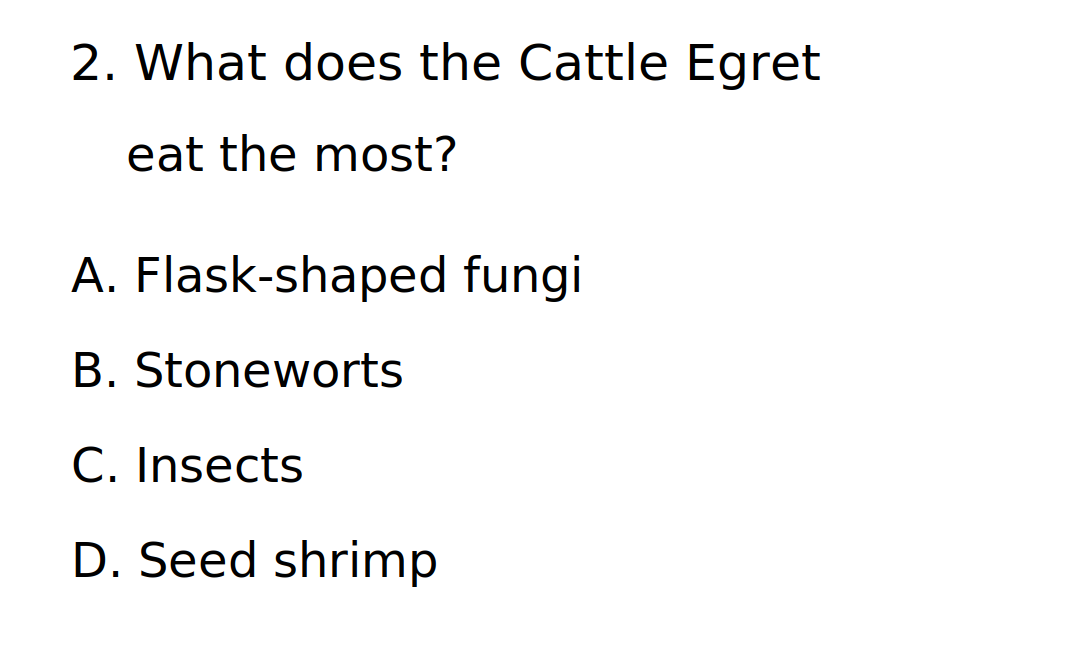 2. What does the Cattle Egret
eat the most?
A. Flask-shaped fungi
B. Stoneworts
C. Insects
D. Seed shrimp